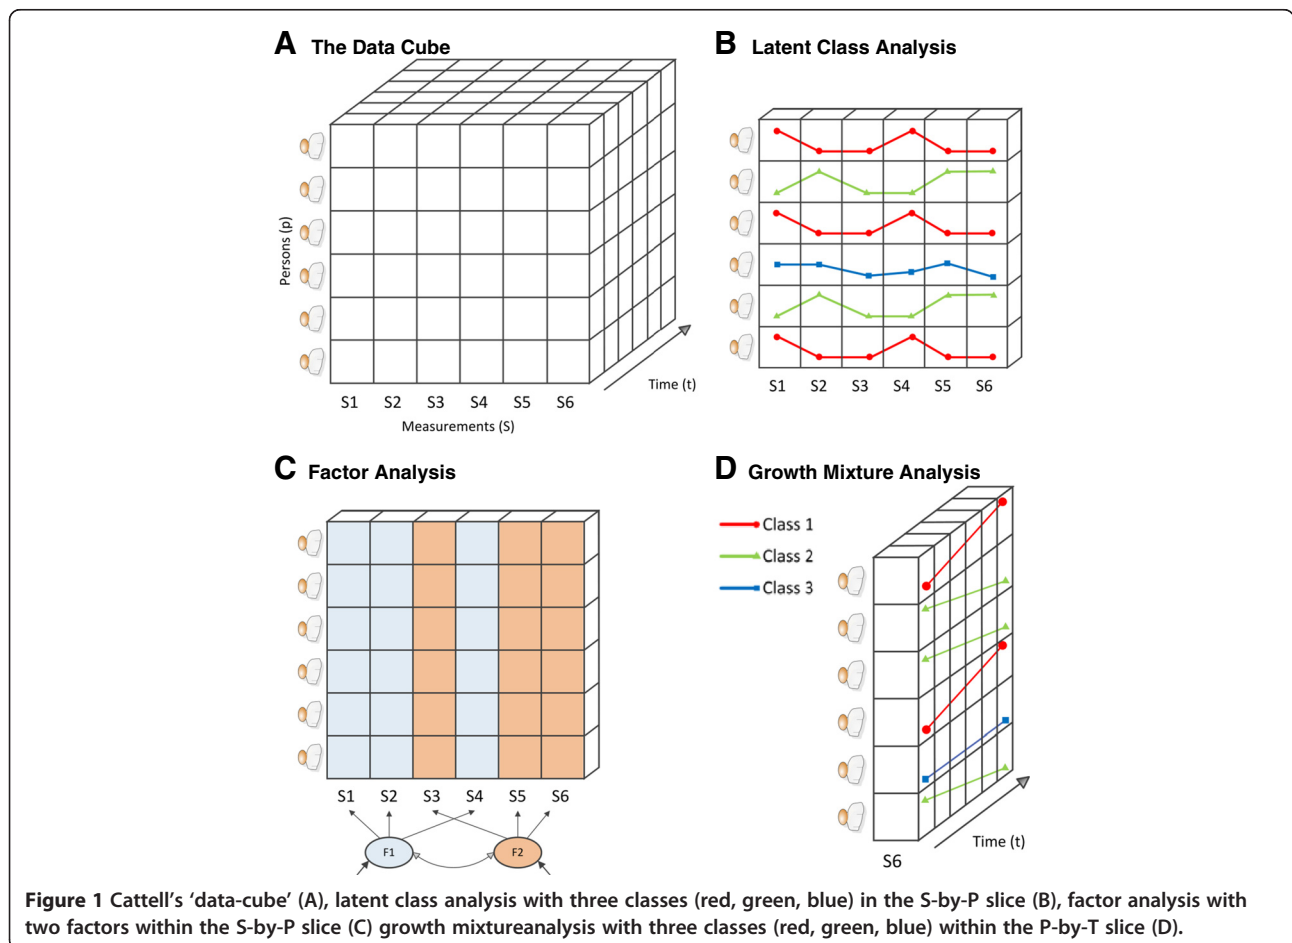 A The Data Cube
Persons (p)
S1 S2 S3 S4 S5 S6
Measurements (S)
Time (t)
B Latent Class Analysis
S1 S2 S3 S4 S5 S6
C Factor Analysis
S1 S2 S3 S4 S5 S6
F1 F2
D Growth Mixture Analysis
Class 1
Class 2
Class 3
Time (t)
S6
Figure 1 Cattell's 'data-cube' (A), latent class analysis with three classes (red, green, blue) in the S-by-P slice (B), factor analysis with
two factors within the S-by-P slice (C) growth mixtureanalysis with three classes (red, green, blue) within the P-by-T slice (D).